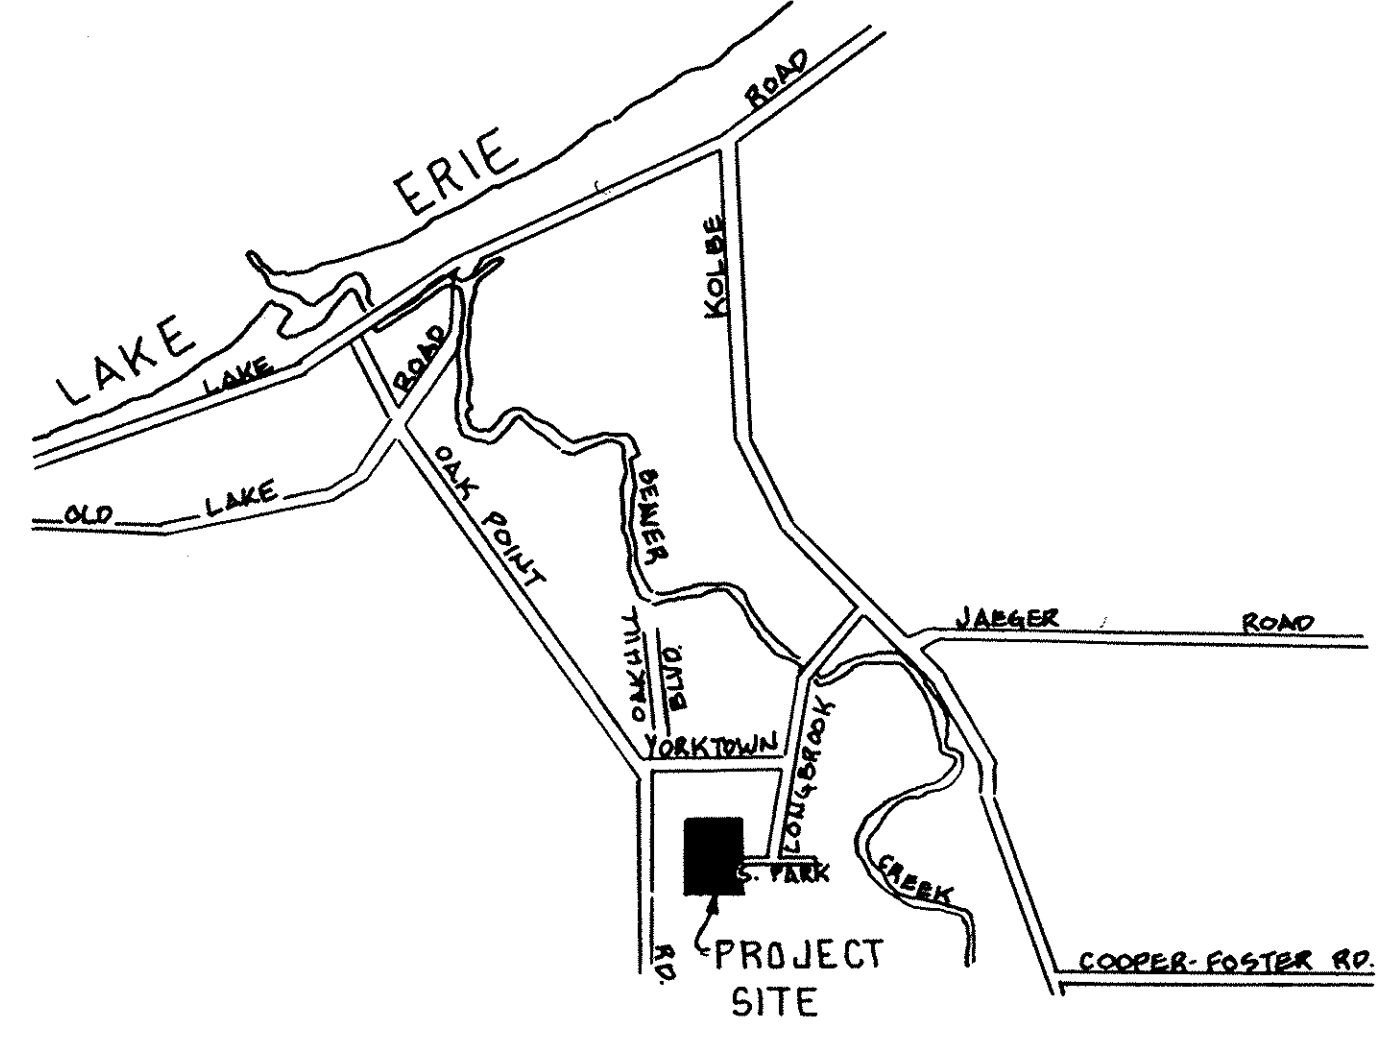 LAKE ERIE
LAKE ROAD
KOLBE
ROAD
OLD LAKE
OAK POINT
BEAVER
JAEGER ROAD
OAKHILL
BLVD.
YORKTOWN
LONGBROOK
S. PARK
CREEK
RD.
PROJECT
SITE
COOPER-FOSTER RD.